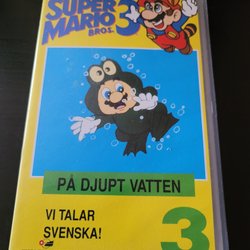 SUPER
MARIO 3
BROS.
PÅ DJUPT VATTEN
VI TALAR
SVENSKA!
3